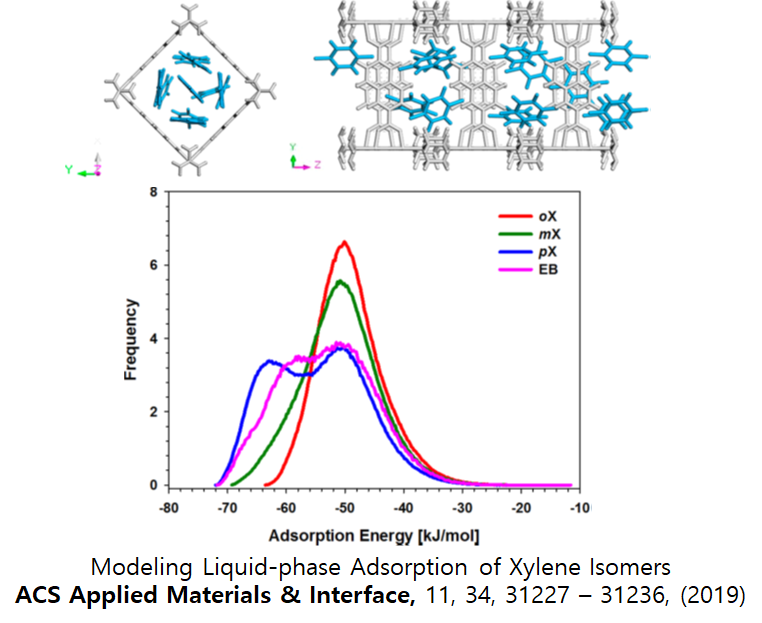 Y
Z
Y
Z
8
6
4
2
0
Frequency
oX
mX
pX
EB
-80 -70 -60 -50 -40 -30 -20 -10
Adsorption Energy [kJ/mol]
Modeling Liquid-phase Adsorption of Xylene Isomers
ACS Applied Materials & Interface, 11, 34, 31227 – 31236, (2019)